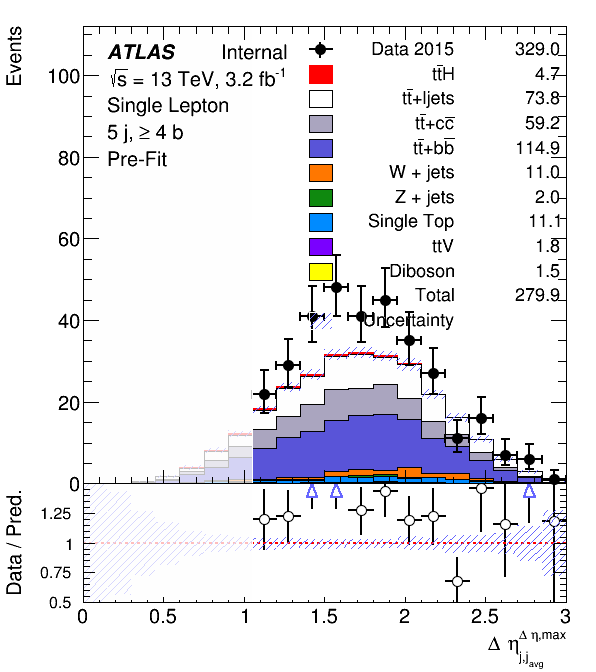 Events
ATLAS Internal
√s = 13 TeV, 3.2 fb⁻¹
Single Lepton
5 j, ≥ 4 b
Pre-Fit
Data 2015 329.0
tt̄H 4.7
tt̄+ljets 73.8
tt̄+cc̄ 59.2
tt̄+bb̄ 114.9
W + jets 11.0
Z + jets 2.0
Single Top 11.1
ttV 1.8
Diboson 1.5
Total 279.9
Uncertainty
100
80
60
40
20
0
Data / Pred.
1.25
1
0.75
0.5
0 0.5 1 1.5 2 2.5 3
Δ η_{j,j_{avg}}^{Δ η,max}